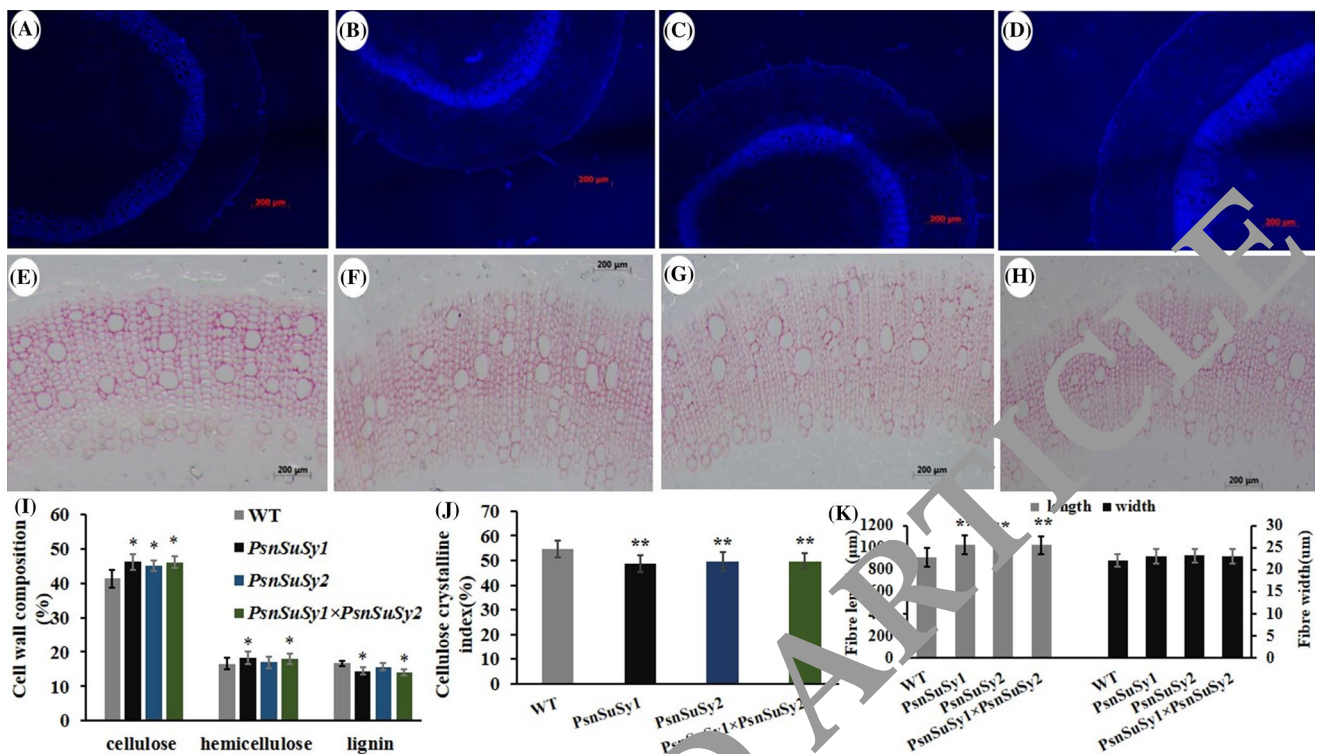 (A)
(B)
(C)
(D)
200 µm
200 µm
200 µm
200 µm
(E)
(F)
(G)
(H)
200 µm
200 µm
200 µm
200 µm
(I)
Cell wall composition
(%)
60
50
40
30
20
10
0
WT
PsnSuSy1
PsnSuSy2
PsnSuSy1×PsnSuSy2
* * *
* *
* *
cellulose hemicellulose lignin
(J)
Cellulose crystalline
index(%)
70
60
50
40
30
20
10
0
** ** **
WT
PsnSuSy1
PsnSuSy2
PsnSuSy1×PsnSuSy2
(K)
length width
1200
1000
800
600
400
200
0
** ** **
30
25
20
15
10
5
0
Fibre width(um)
WT
PsnSuSy1
PsnSuSy2
PsnSuSy1×PsnSuSy2
WT
PsnSuSy1
PsnSuSy2
PsnSuSy1×PsnSuSy2
D ARTICLE